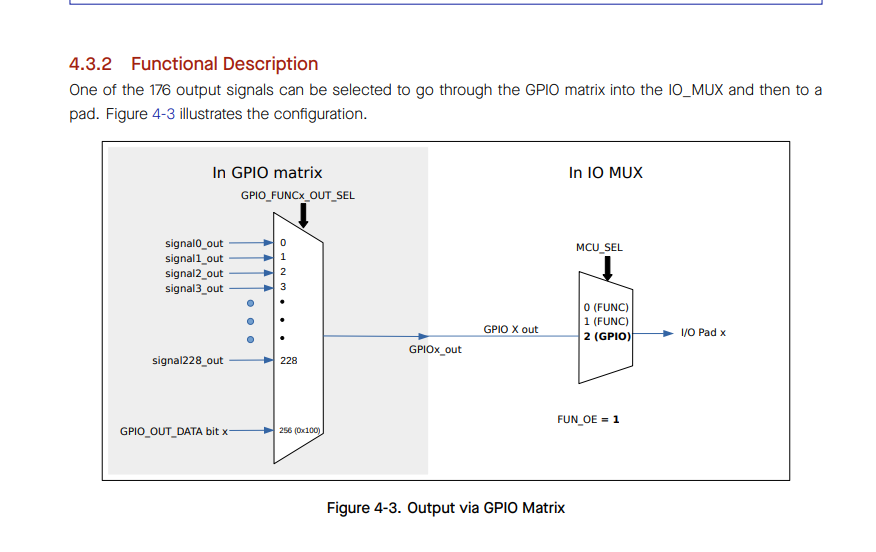 4.3.2 Functional Description
One of the 176 output signals can be selected to go through the GPIO matrix into the IO_MUX and then to a
pad. Figure 4-3 illustrates the configuration.
In GPIO matrix
GPIO_FUNCx_OUT_SEL
signal0_out
signal1_out
signal2_out
signal3_out
signal228_out
GPIO_OUT_DATA bit x
0
1
2
3
228
256 (0x100)
GPIOx_out
In IO MUX
MCU_SEL
GPIO X out
0 (FUNC)
1 (FUNC)
2 (GPIO)
I/O Pad x
FUN_OE = 1
Figure 4-3. Output via GPIO Matrix